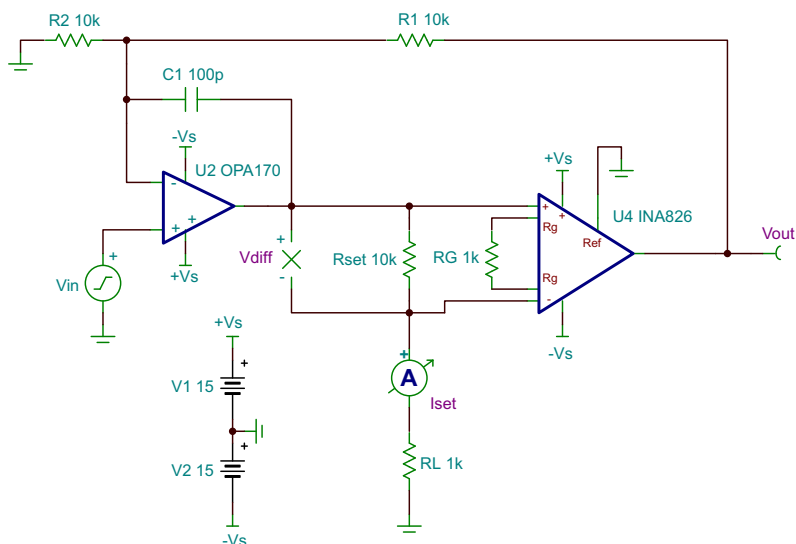 R2 10k
R1 10k
C1 100p
-Vs
U2 OPA170
-
+
+
+Vs
Vin
+
+
Vdiff
-
Rset 10k
RG 1k
+Vs
+
+
Rg
Rg
-
Ref
U4 INA826
-Vs
Vout
+
A
Iset
RL 1k
+Vs
+
V1 15
+
V2 15
-Vs